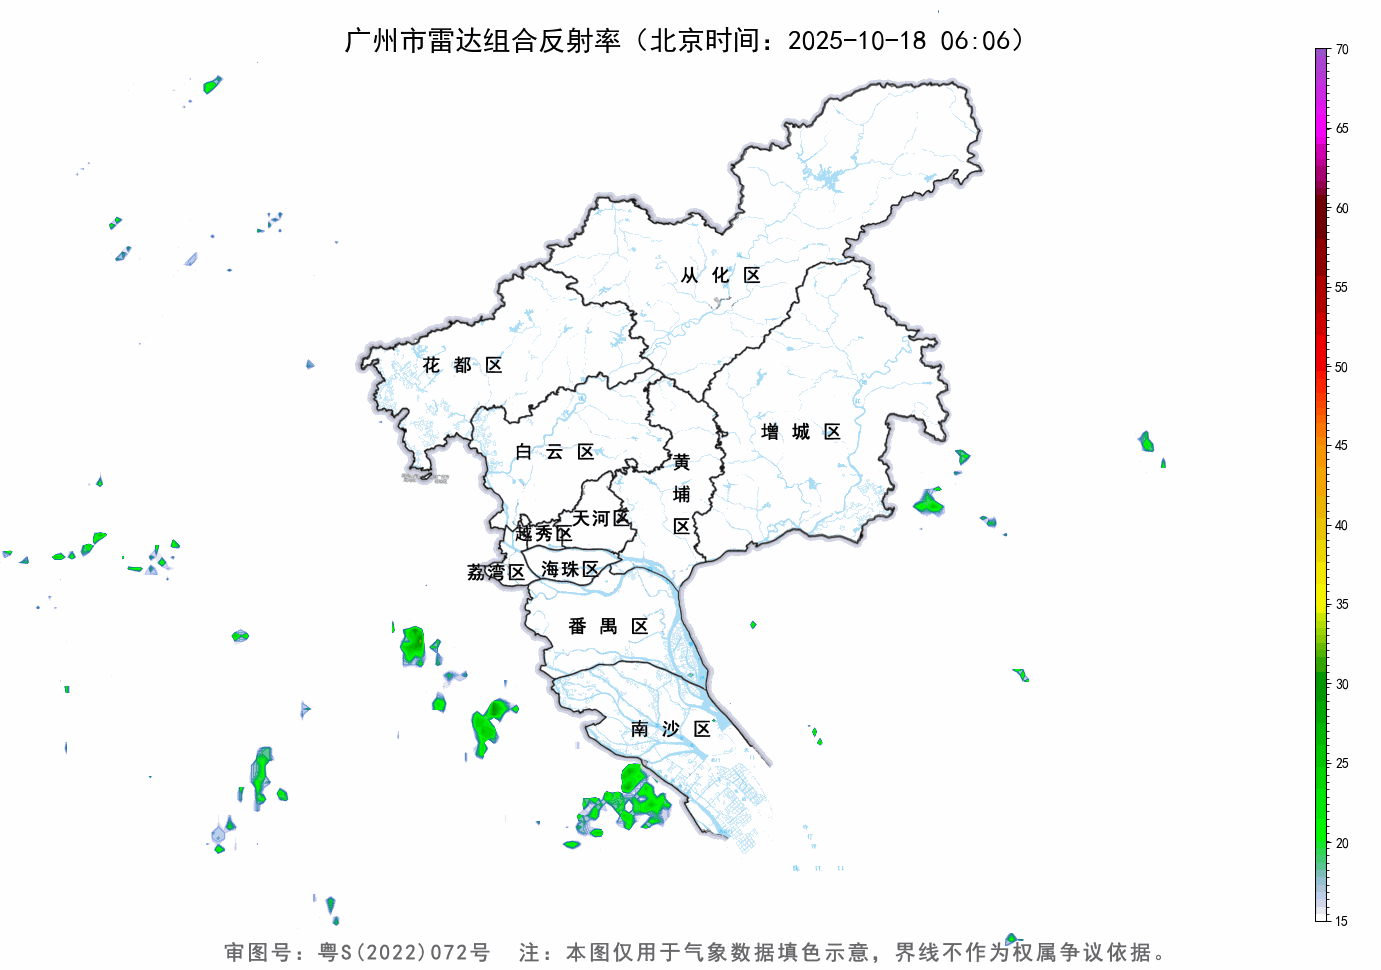 广州市雷达组合反射率（北京时间：2025-10-18 06:06）
70
65
60
55
50
45
40
35
30
25
20
15
从化区
花都区
增城区
白云区
黄埔区
天河区
越秀区
荔湾区
海珠区
番禺区
南沙区
审图号：粤S(2022)072号 注：本图仅用于气象数据填色示意，界线不作为权属争议依据。